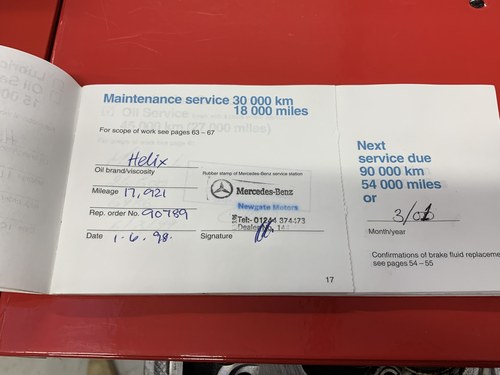 Maintenance service 30 000 km
18 000 miles
For scope of work see pages 63 – 67
Helix
Oil brand/viscosity
Mileage 17,921
Rep. order No. 90789
Date 1.6.98.
Rubber stamp of Mercedes-Benz service station
Mercedes-Benz
Newgate Motors
Tel:- 01244 374473
Signature
17
Next
service due
90 000 km
54 000 miles
or
3/01
Month/year
Confirmations of brake fluid replaceme
see pages 54 – 55